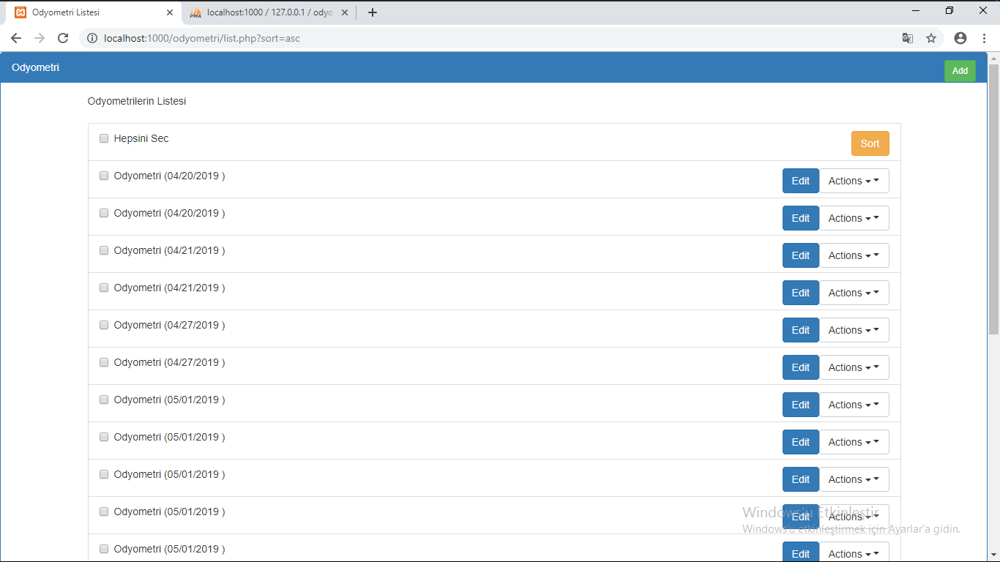 Odyometri Listesi
localhost:1000 / 127.0.0.1 / odyo
localhost:1000/odyometri/list.php?sort=asc
Odyometri
Add
Odyometrilerin Listesi
Hepsini Sec
Sort
Odyometri (04/20/2019 )
Edit
Actions
Odyometri (04/20/2019 )
Edit
Actions
Odyometri (04/21/2019 )
Edit
Actions
Odyometri (04/21/2019 )
Edit
Actions
Odyometri (04/27/2019 )
Edit
Actions
Odyometri (04/27/2019 )
Edit
Actions
Odyometri (05/01/2019 )
Edit
Actions
Odyometri (05/01/2019 )
Edit
Actions
Odyometri (05/01/2019 )
Edit
Actions
Odyometri (05/01/2019 )
Edit
Actions
Windows'u Etkinleştir
Windows'u etkinleştirmek için Ayarlar'a gidin.
Odyometri (05/01/2019 )
Edit
Actions